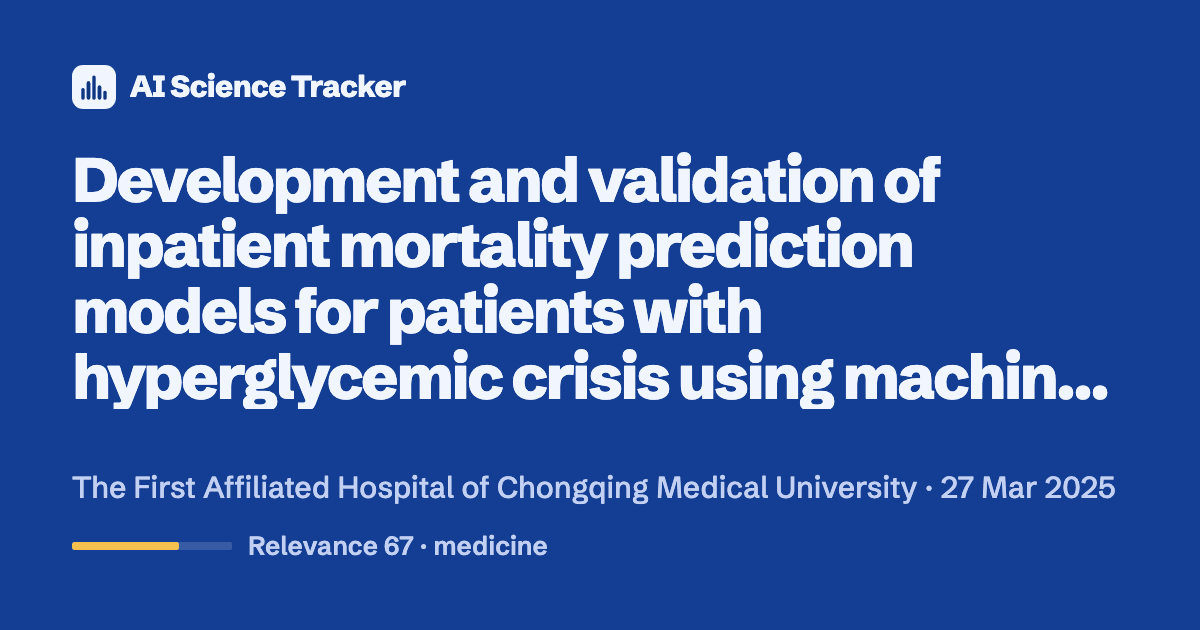 AI Science Tracker
Development and validation of
inpatient mortality prediction
models for patients with
hyperglycemic crisis using machin...
The First Affiliated Hospital of Chongqing Medical University · 27 Mar 2025
Relevance 67 · medicine